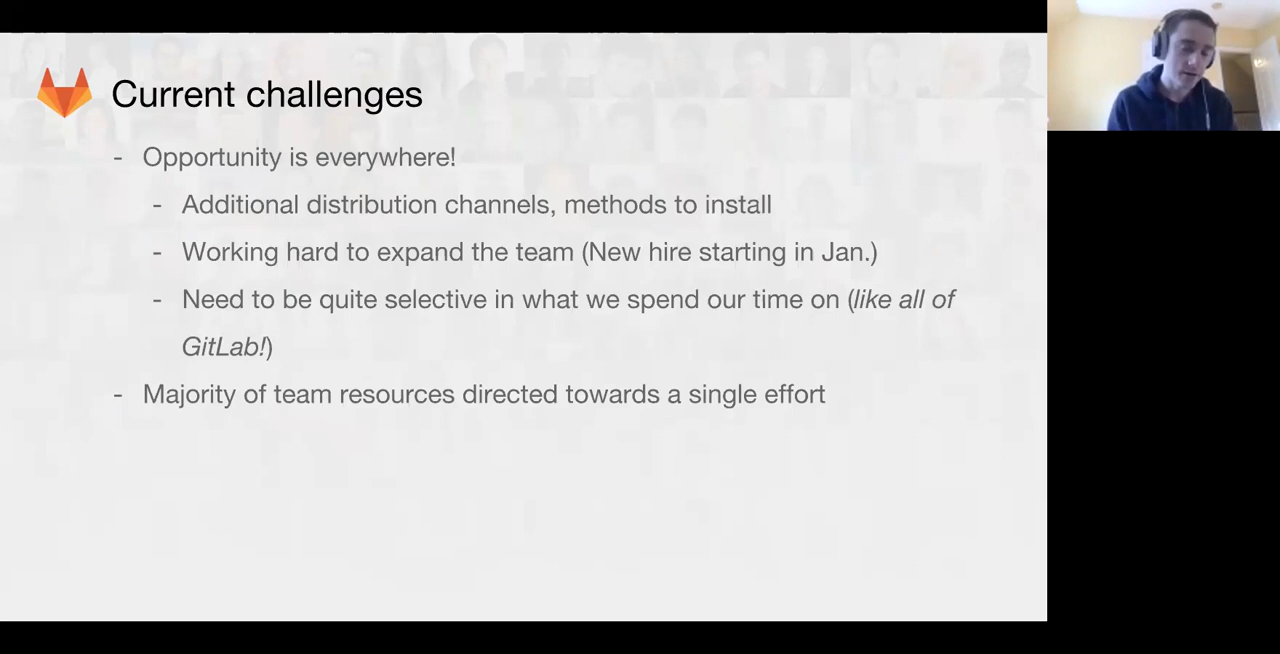 Current challenges
- Opportunity is everywhere!
- Additional distribution channels, methods to install
- Working hard to expand the team (New hire starting in Jan.)
- Need to be quite selective in what we spend our time on (like all of
GitLab!)
- Majority of team resources directed towards a single effort